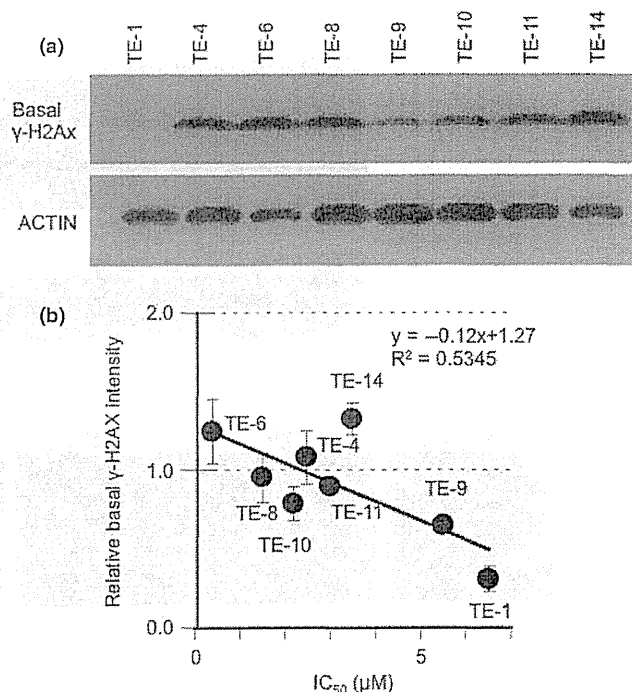 (a)
TE-1 TE-4 TE-6 TE-8 TE-9 TE-10 TE-11 TE-14
Basal
γ-H2Ax
ACTIN
(b)
2.0
y = –0.12x+1.27
R² = 0.5345
TE-14
TE-6
TE-4
1.0
TE-9
TE-8
TE-11
TE-10
TE-1
0.0
0 5
Relative basal γ-H2AX intensity
IC₅₀ (μM)